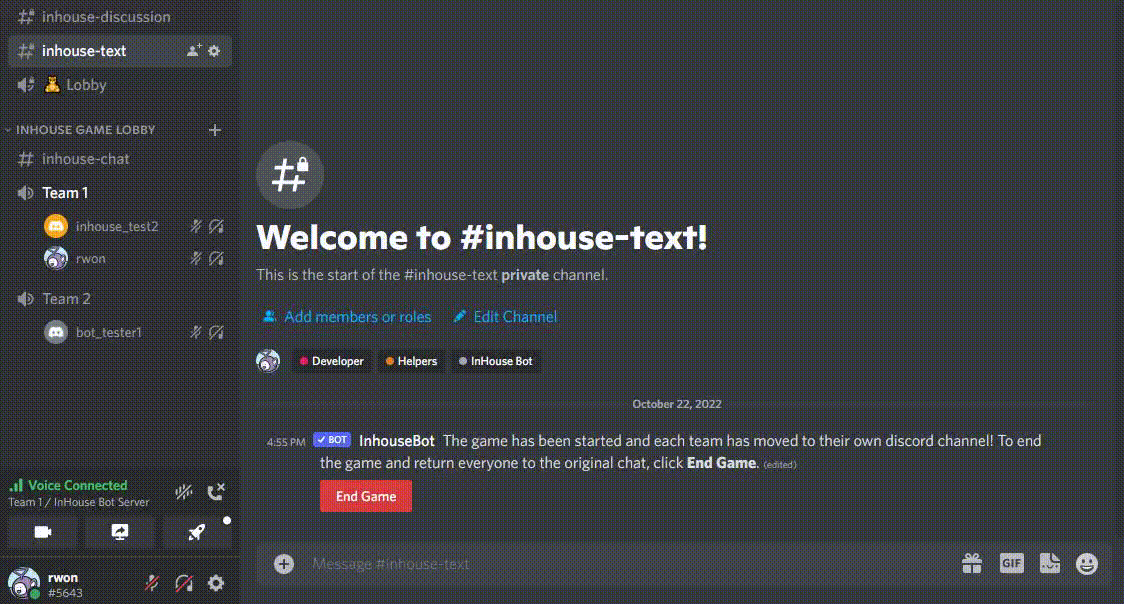 inhouse-discussion
inhouse-text
Lobby
INHOUSE GAME LOBBY
inhouse-chat
Team 1
inhouse_test2
rwon
Team 2
bot_tester1
Voice Connected
Team 1 / InHouse Bot Server
rwon
#5643
Welcome to #inhouse-text!
This is the start of the #inhouse-text private channel.
Add members or roles Edit Channel
Developer Helpers InHouse Bot
October 22, 2022
4:55 PM BOT InhouseBot The game has been started and each team has moved to their own discord channel! To end
the game and return everyone to the original chat, click End Game. (edited)
End Game
Message #inhouse-text GIF